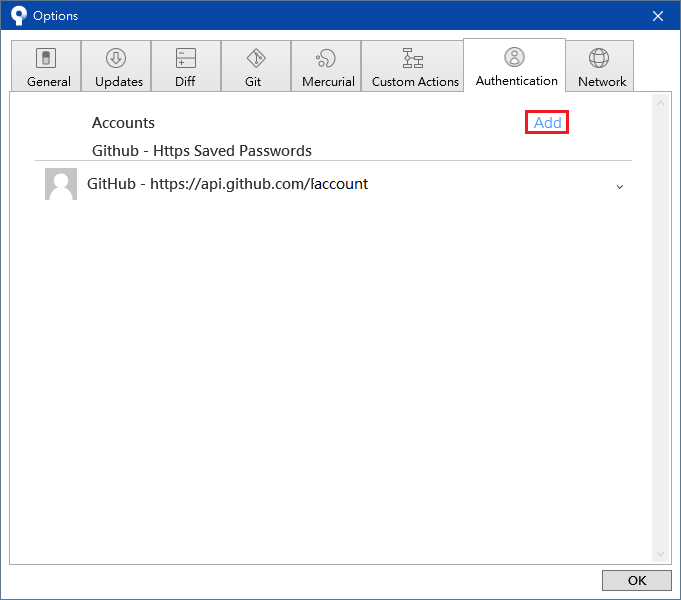 Options
General
Updates
Diff
Git
Mercurial
Custom Actions
Authentication
Network
Accounts
Add
Github - Https Saved Passwords
GitHub - https://api.github.com/account
OK